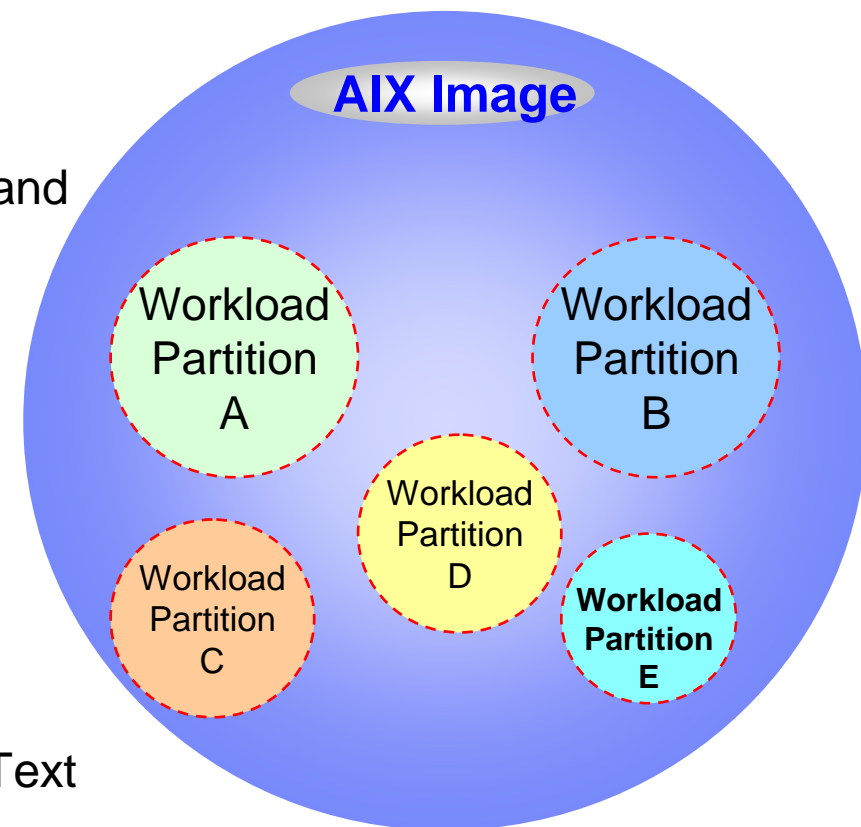 AIX Image
and
Workload
Partition
A
Workload
Partition
B
Workload
Partition
D
Workload
Partition
C
Workload
Partition
E
Text